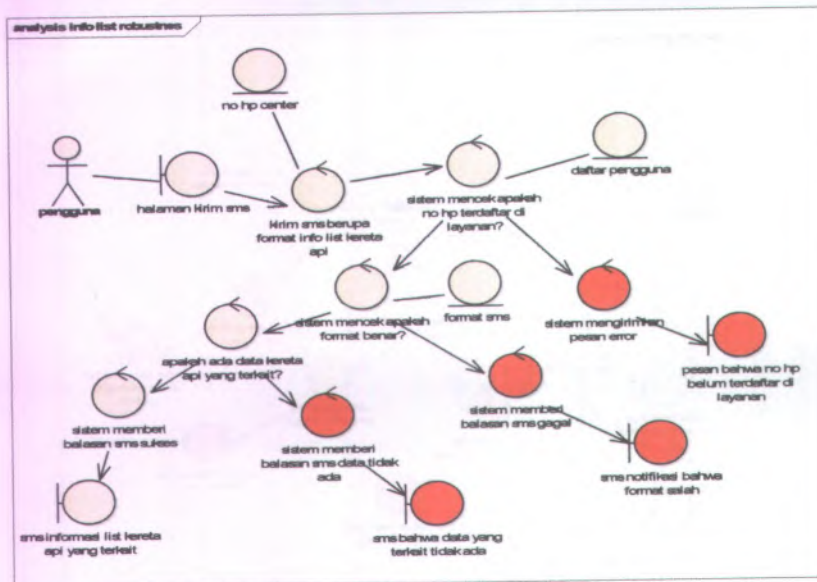 analysis info list robustnes
no hp center
daftar pengguna
pengguna
halaman kirim sms
kirim sms berupa
format info list kereta
api
sistem mencek apakah
no hp terdaftar di
layanan?
sistem mencek apakah
format benar?
format sms
sistem mengirimkan
pesan error
pesan bahwa no hp
belum terdaftar di
layanan
apakah ada data kereta
api yang terkait?
sistem memberi
balasan sms gagal
sms notifikasi bahwa
format salah
sistem memberi
balasan sms sukses
sistem memberi
balasan sms data tidak
ada
sms informasi list kereta
api yang terkait
sms bahwa data yang
terkait tidak ada